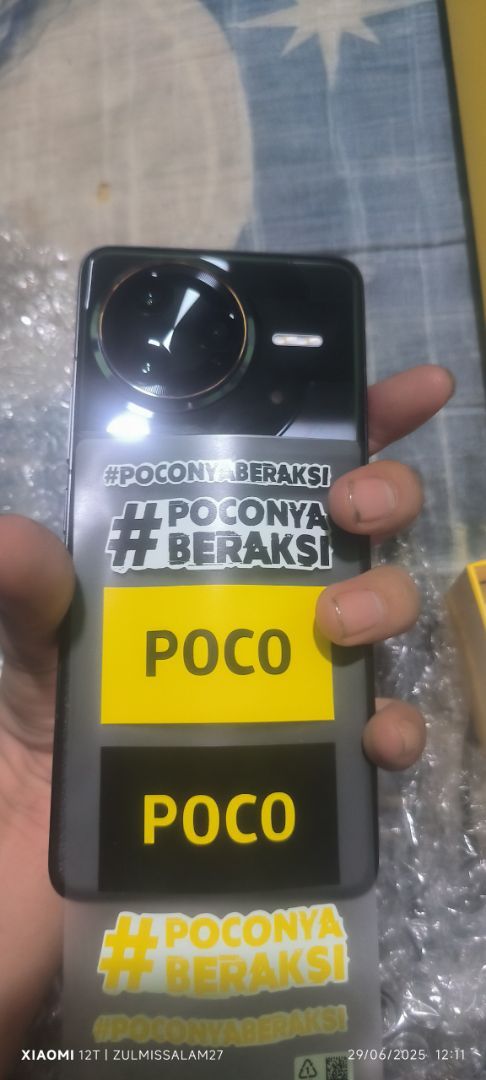 #POCONYABERAKSI
#POCONYA
BERAKSI
POCO
POCO
#POCONYA
BERAKSI
#POCONYABERAKSI
XIAOMI 12T | ZULMISSALAM27
29/06/2025 12:11